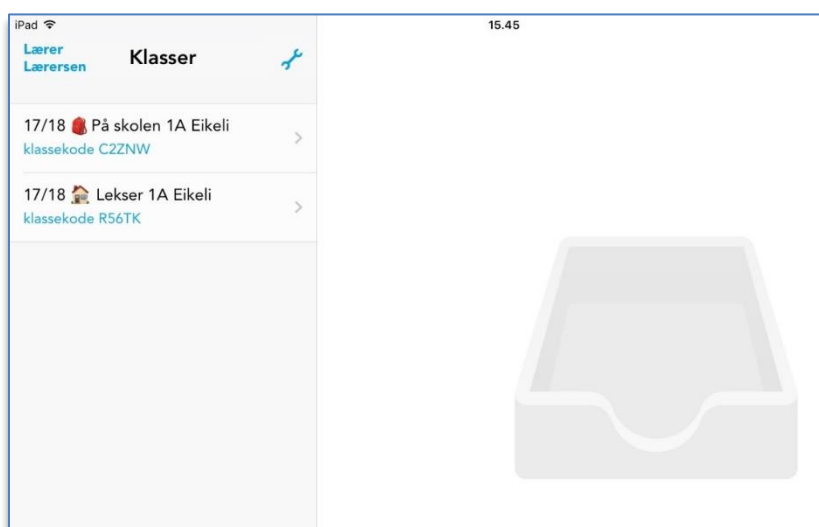 iPad
15.45
Lærer
Lærersen
Klasser
17/18 🎒 På skolen 1A Eikeli
klassekode C2ZNW
17/18 🏠 Lekser 1A Eikeli
klassekode R56TK